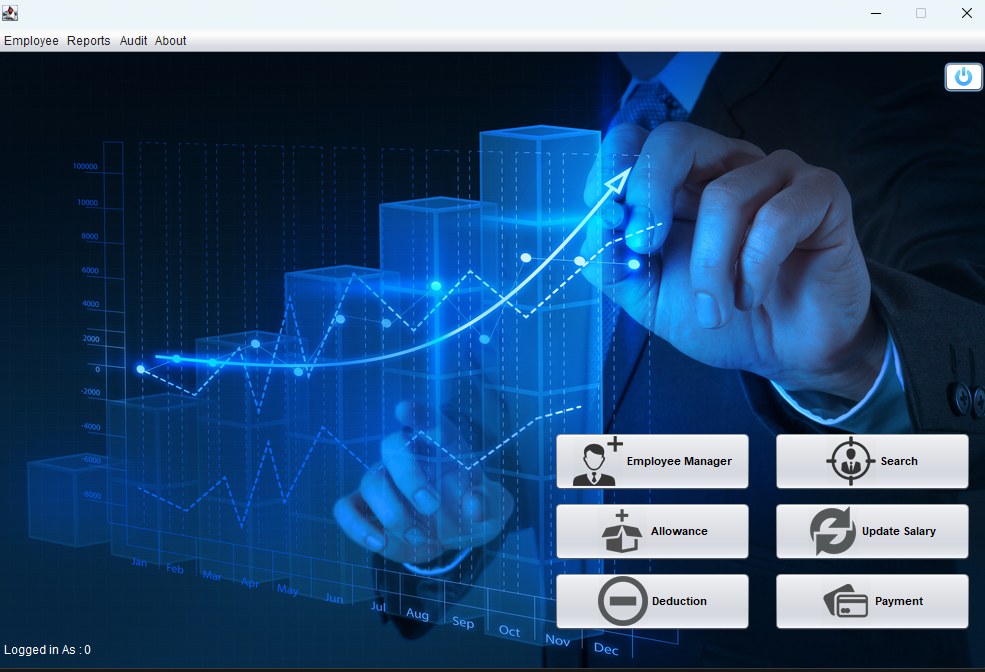 Employee Reports Audit About
100000
10000
8000
6000
4000
2000
0
-2000
-4000
-6000
-8000
Jan Feb Mar Apr May Jun Jul Aug Sep Oct Nov Dec
Employee Manager
Search
Allowance
Update Salary
Deduction
Payment
Logged in As : 0